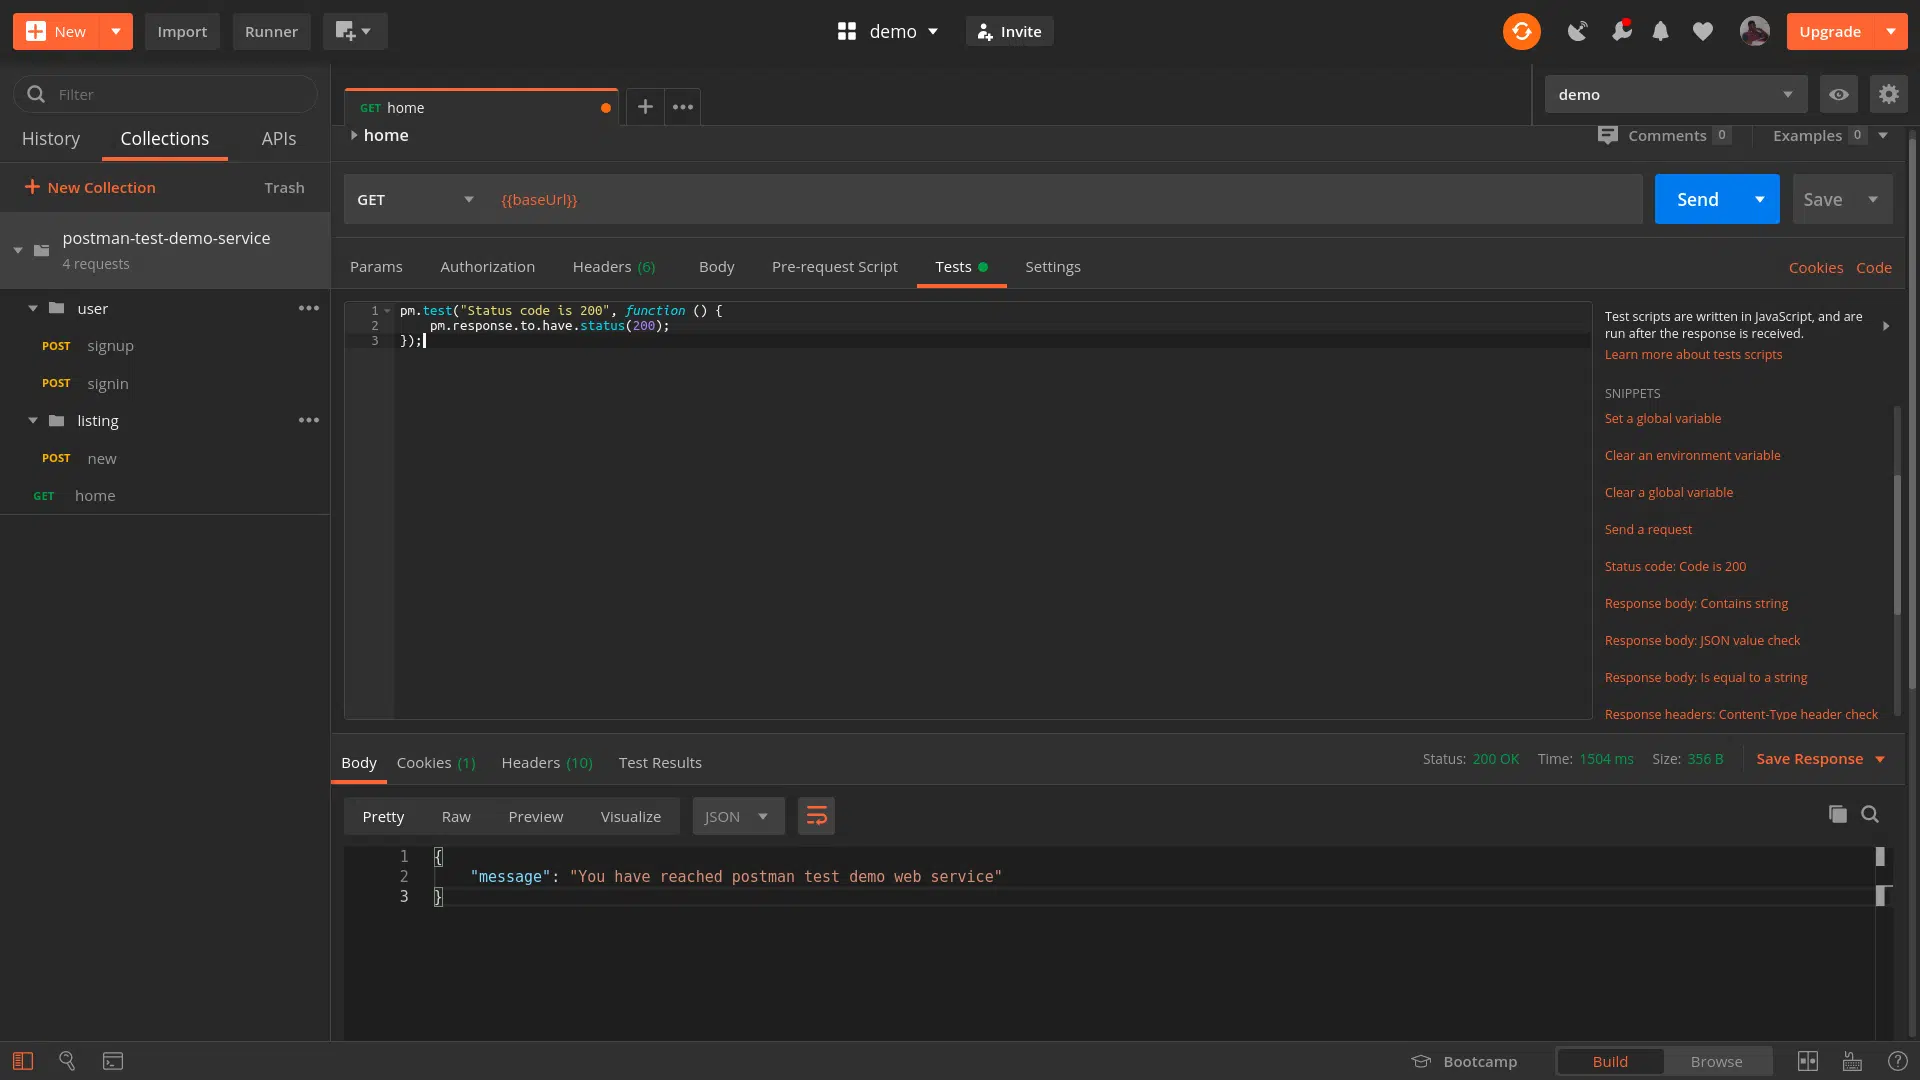 New
Import
Runner
demo
Invite
Upgrade
Filter
History
Collections
APIs
New Collection
Trash
postman-test-demo-service
4 requests
user
POST signup
POST signin
listing
POST new
GET home
GET home
demo
home
Comments 0
Examples 0
GET
{{baseUrl}}
Send
Save
Params
Authorization
Headers (6)
Body
Pre-request Script
Tests
Settings
Cookies
Code
1 pm.test("Status code is 200", function () {
2 pm.response.to.have.status(200);
3 });
Test scripts are written in JavaScript, and are
run after the response is received.
Learn more about tests scripts
SNIPPETS
Set a global variable
Clear an environment variable
Clear a global variable
Send a request
Status code: Code is 200
Response body: Contains string
Response body: JSON value check
Response body: Is equal to a string
Response headers: Content-Type header check
Body
Cookies (1)
Headers (10)
Test Results
Status: 200 OK
Time: 1504 ms
Size: 356 B
Save Response
Pretty
Raw
Preview
Visualize
JSON
1 {
2 "message": "You have reached postman test demo web service"
3 }
Bootcamp
Build
Browse